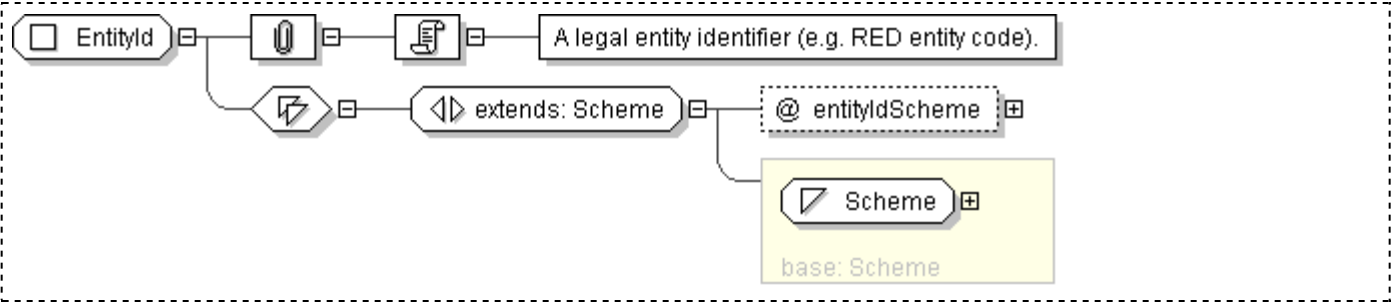 EntityId
A legal entity identifier (e.g. RED entity code).
extends: Scheme
@ entityIdScheme
Scheme
base: Scheme